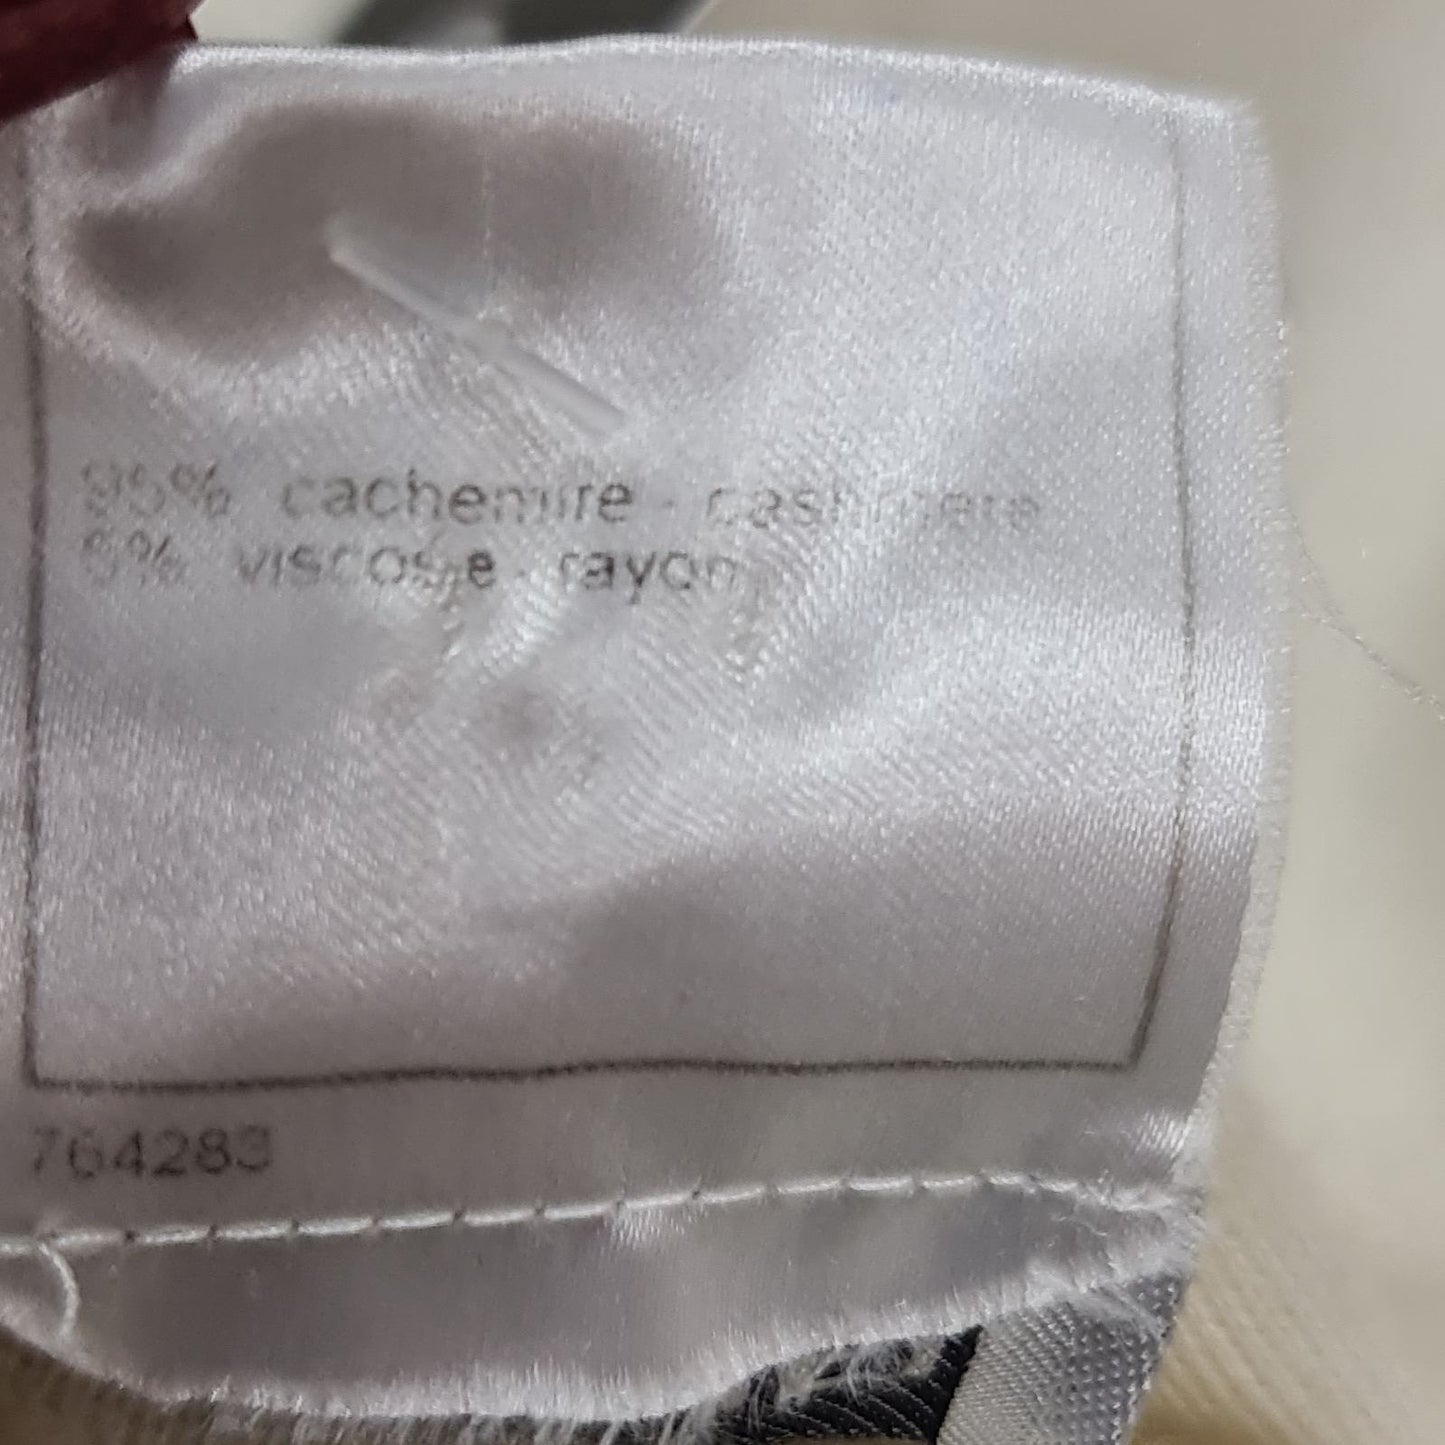 95% cachemire - cashmere
5% viscose - rayon
764283